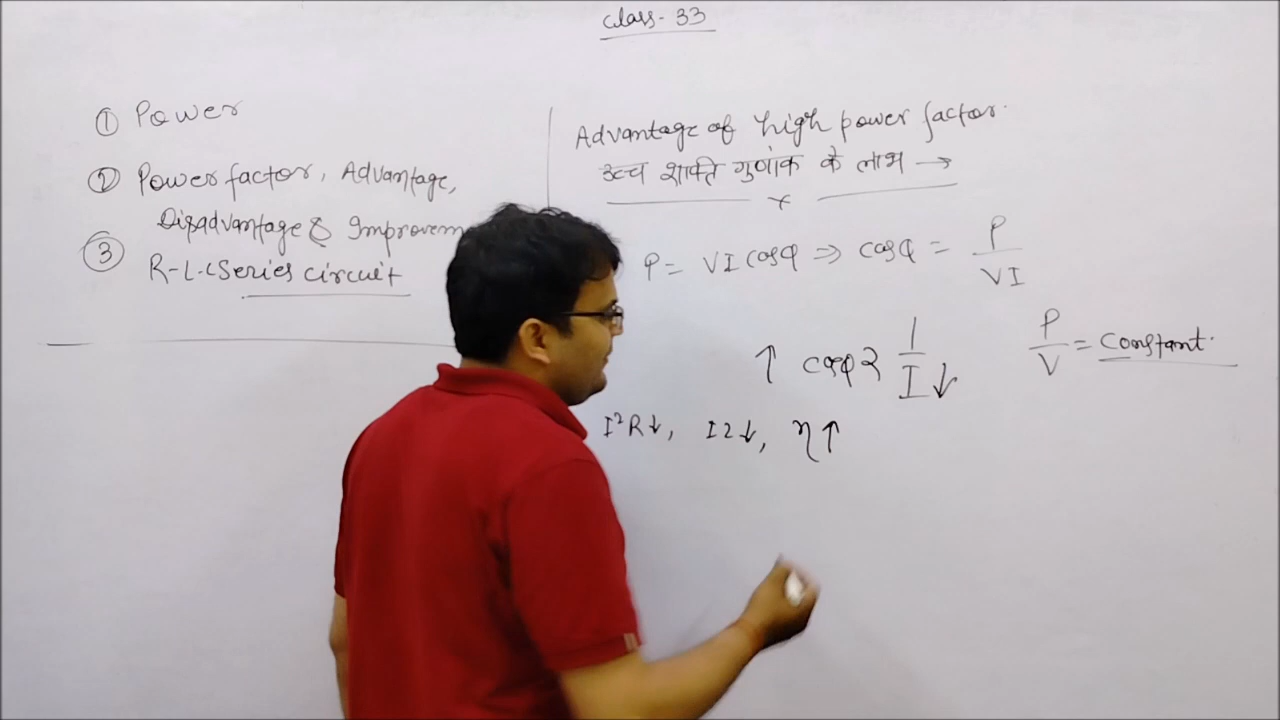 Class- 33
① Power
② Power factor, Advantage,
Disadvantage & Improvem
③ R-L-C Series circuit
Advantage of high power factor.
उच्च शक्ति गुणांक के लाभ →
P = VI cosφ ⇒ cosφ = P/VI
↑ cosφ ∝ 1/I ↓
P/V = Constant.
I²R↓, IZ↓, η↑